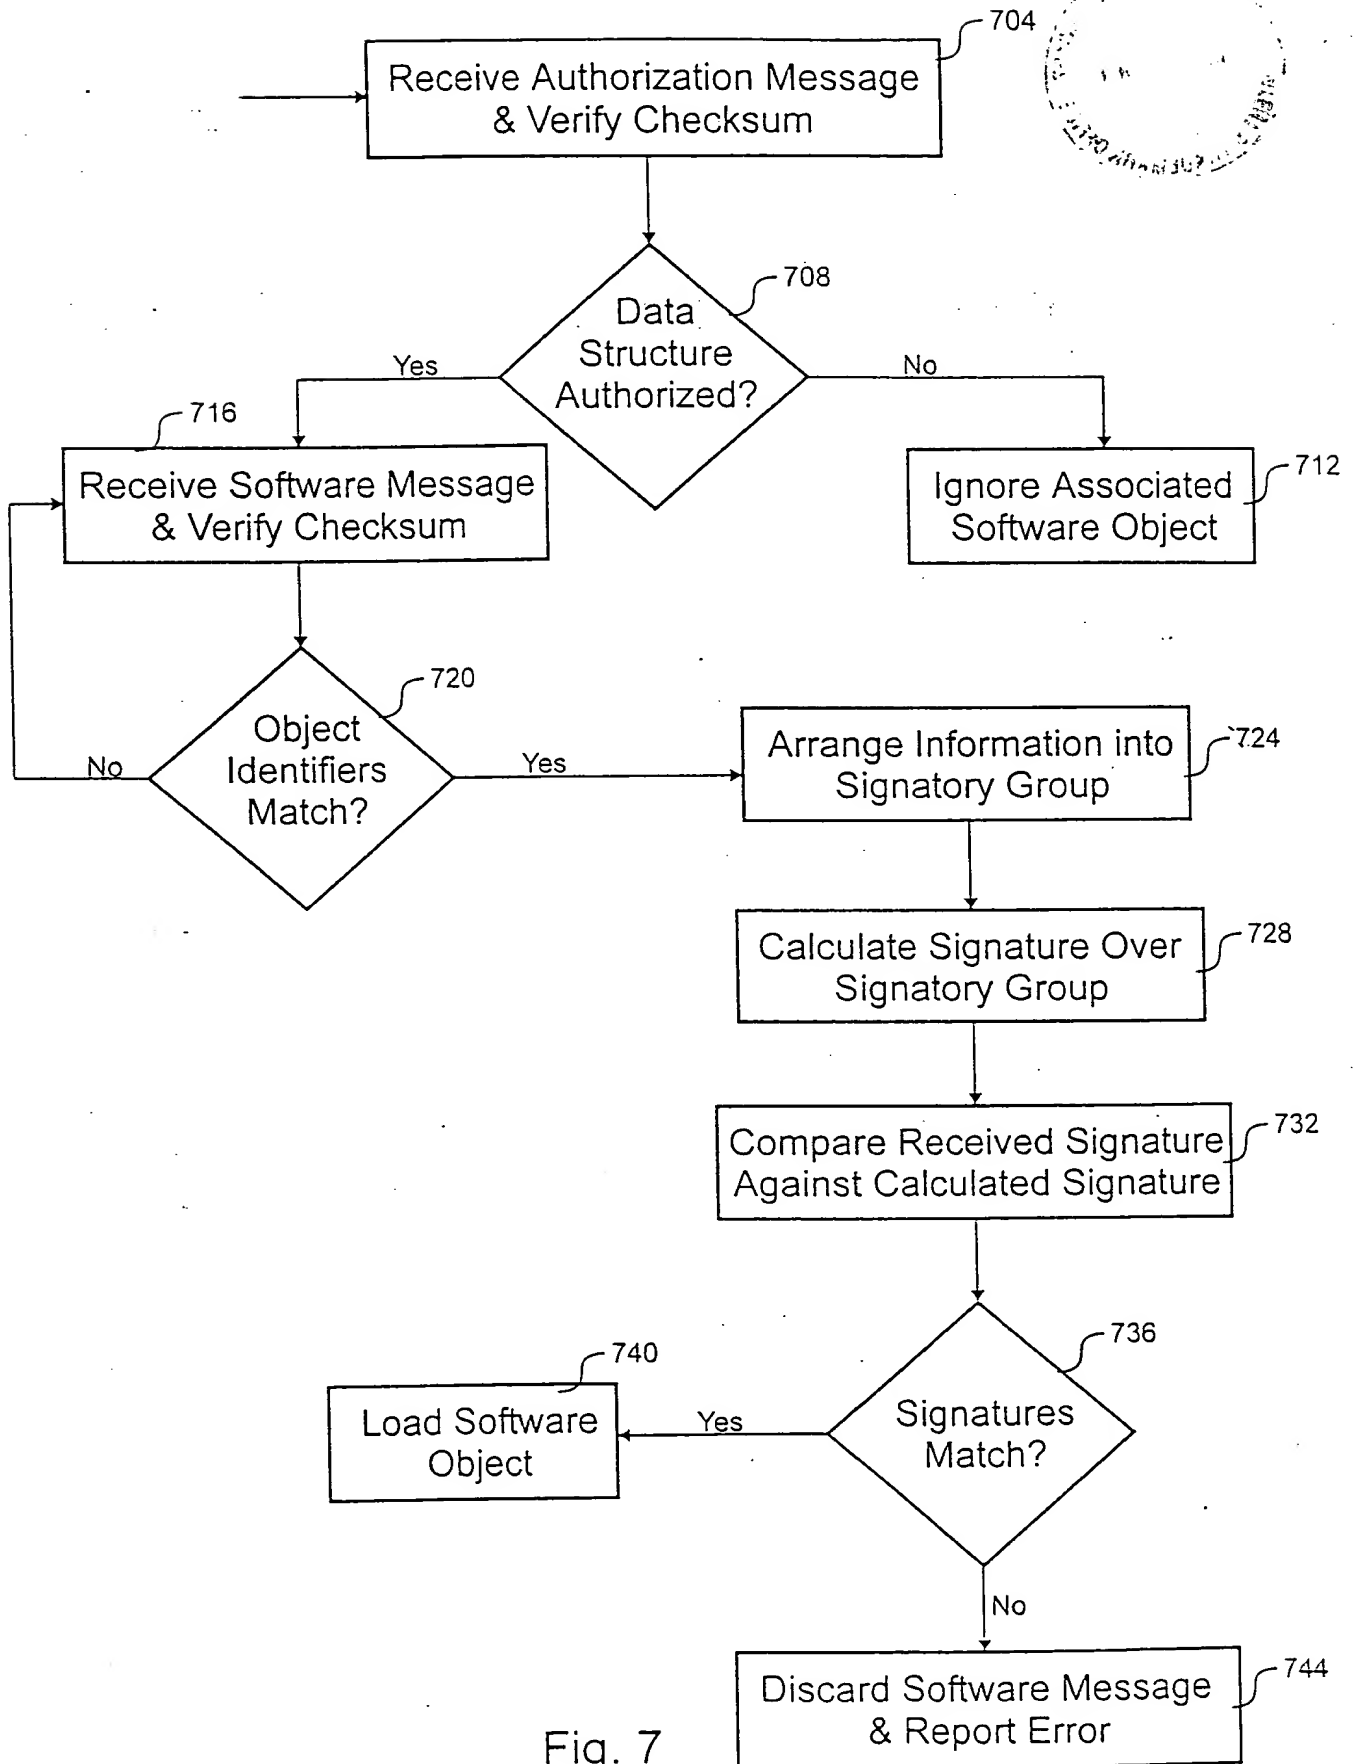 704
Receive Authorization Message
& Verify Checksum
708
Data
Structure
Authorized?
Yes
No
716
Receive Software Message
& Verify Checksum
712
Ignore Associated
Software Object
720
Object
Identifiers
Match?
No
Yes
724
Arrange Information into
Signatory Group
728
Calculate Signature Over
Signatory Group
732
Compare Received Signature
Against Calculated Signature
736
Signatures
Match?
740
Load Software
Object
Yes
No
744
Discard Software Message
& Report Error
Fig. 7